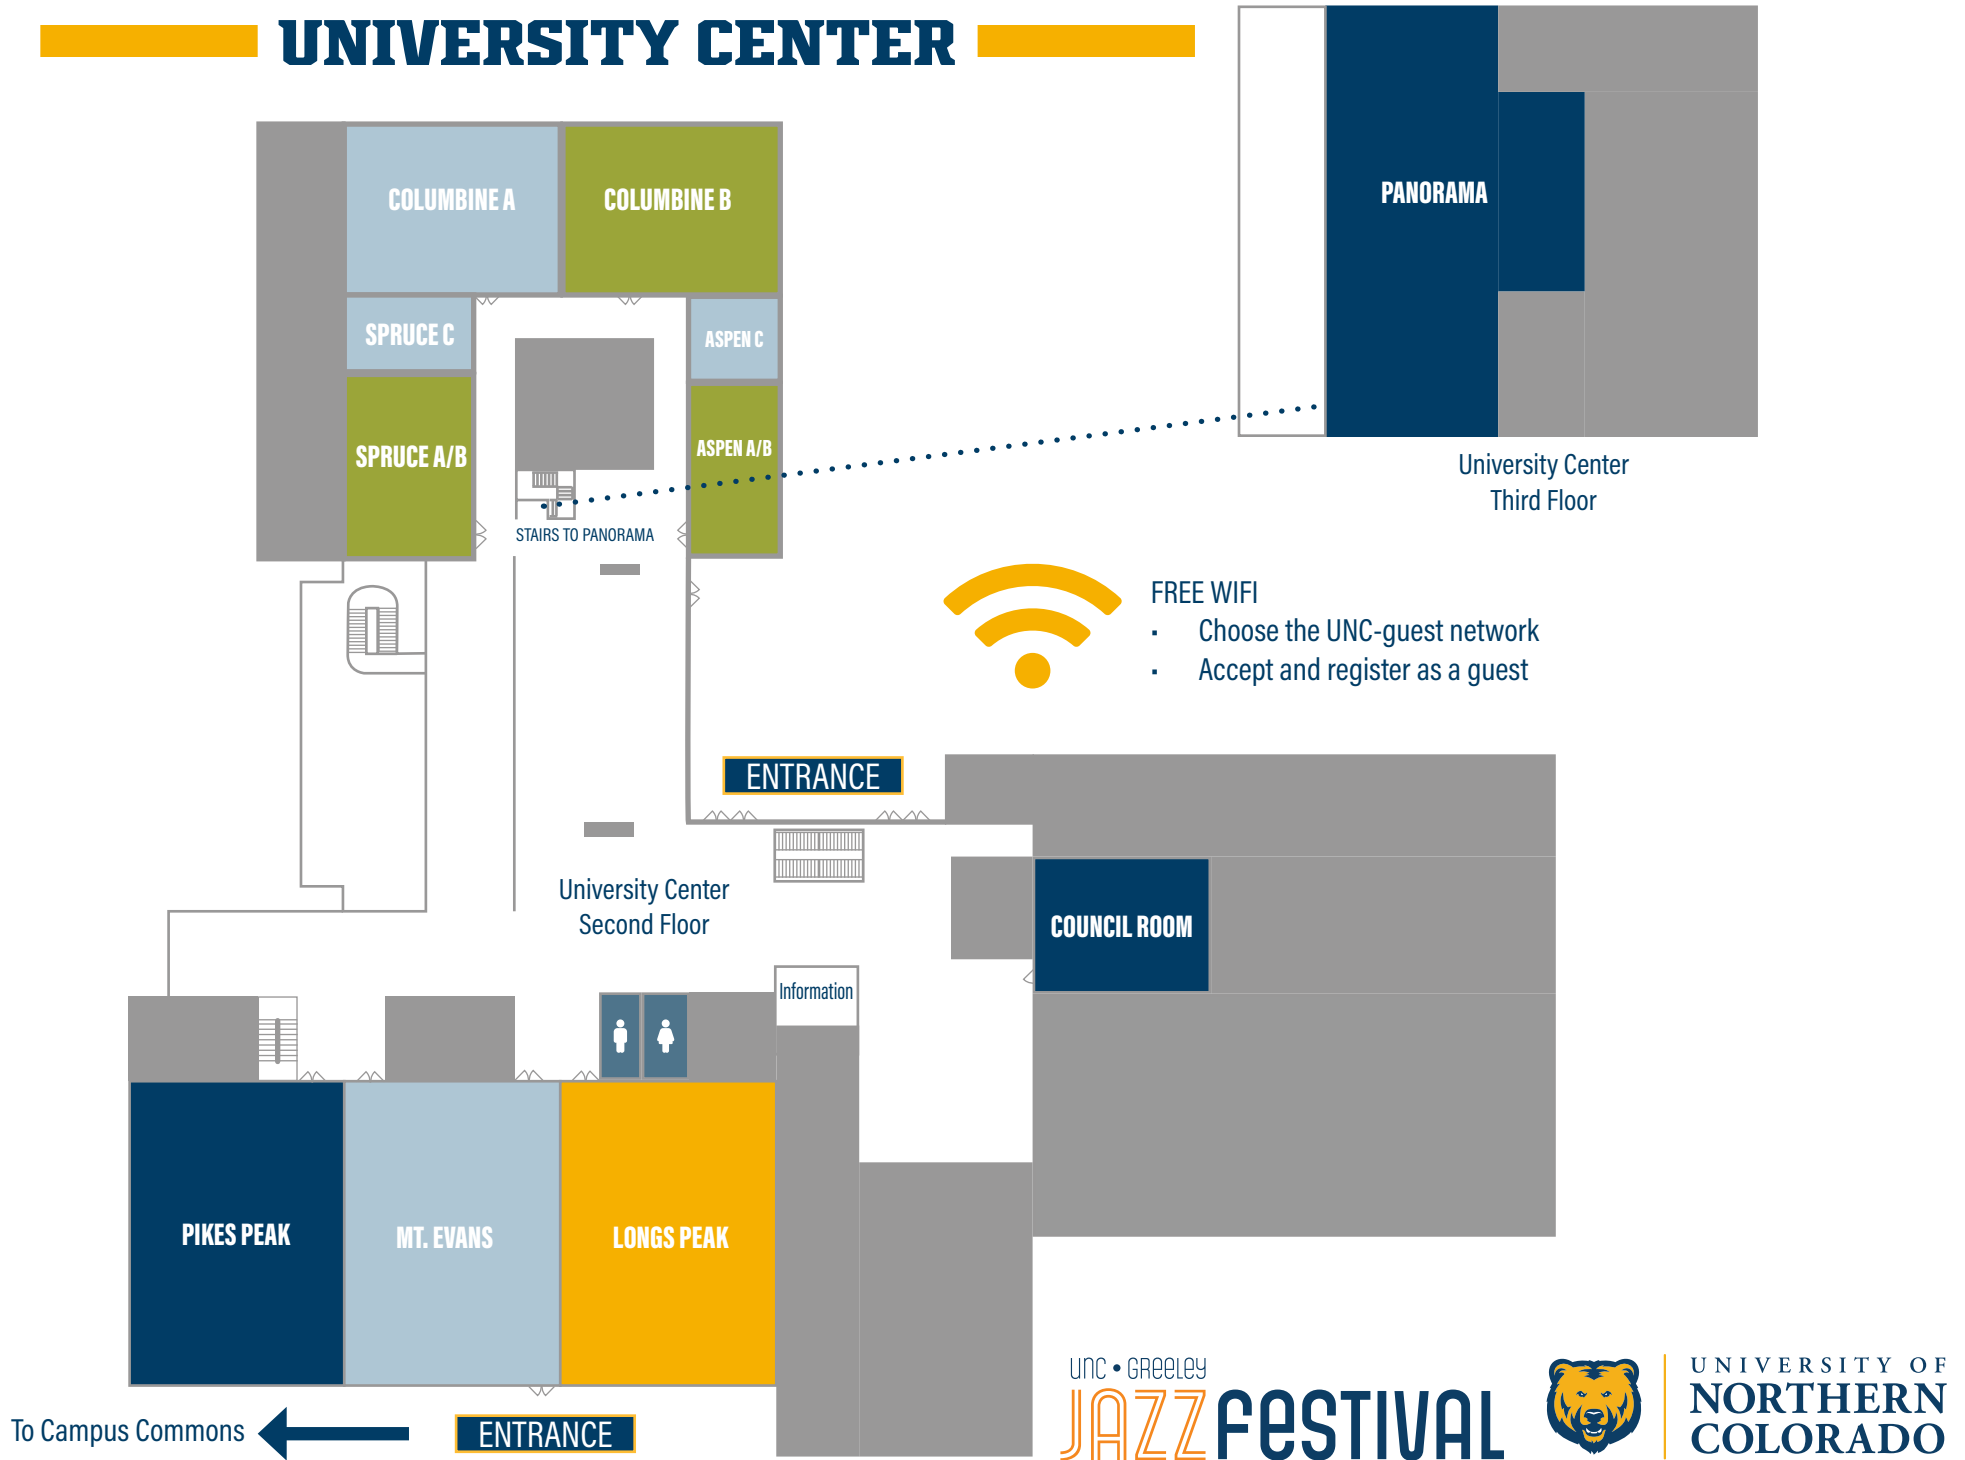 UNIVERSITY CENTER
COLUMBINE A
COLUMBINE B
PANORAMA
SPRUCE C
ASPEN C
SPRUCE A/B
ASPEN A/B
STAIRS TO PANORAMA
University Center
Third Floor
FREE WIFI
· Choose the UNC-guest network
· Accept and register as a guest
ENTRANCE
University Center
Second Floor
COUNCIL ROOM
Information
PIKES PEAK
MT. EVANS
LONGS PEAK
To Campus Commons
ENTRANCE
UNC • GREELEY
JAZZ FESTIVAL
UNIVERSITY OF
NORTHERN
COLORADO